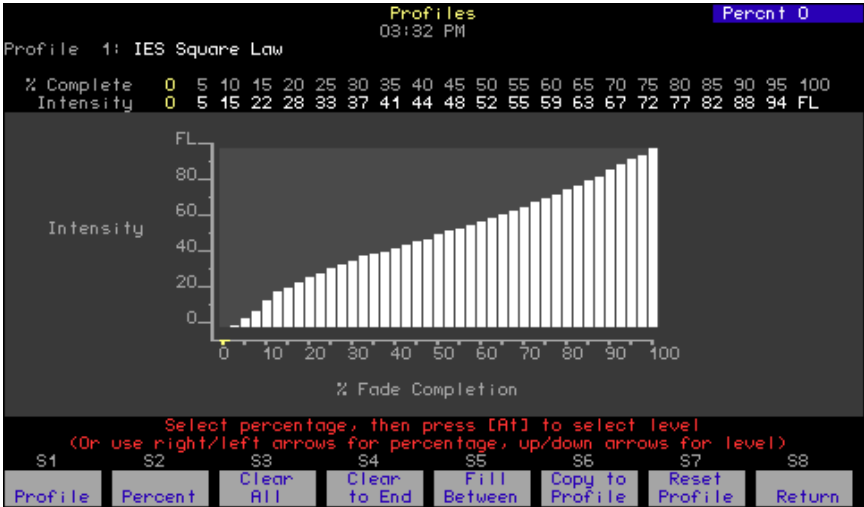 Profiles
Percnt 0
03:32 PM
Profile 1: IES Square Law
% Complete 0 5 10 15 20 25 30 35 40 45 50 55 60 65 70 75 80 85 90 95 100
Intensity 0 5 15 22 28 33 37 41 44 48 52 55 59 63 67 72 77 82 88 94 FL
FL
80
60
Intensity
40
20
0
0 10 20 30 40 50 60 70 80 90 100
% Fade Completion
Select percentage, then press [At] to select level
(Or use right/left arrows for percentage, up/down arrows for level)
S1 S2 S3 S4 S5 S6 S7 S8
Profile Percent Clear All Clear to End Fill Between Copy to Profile Reset Profile Return